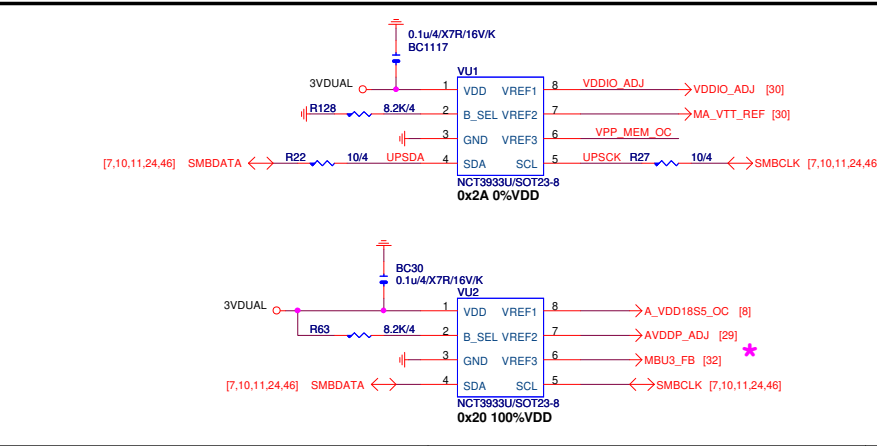 0.1u/4/X7R/16V/K
BC1117
VU1
3VDUAL
1 VDD VREF1 8 VDDIO_ADJ VDDIO_ADJ [30]
R128 8.2K/4 2 B_SEL VREF2 7 MA_VTT_REF [30]
3 GND VREF3 6 VPP_MEM_OC
[7,10,11,24,46] SMBDATA R22 10/4 UPSDA 4 SDA SCL 5 UPSCK R27 10/4 SMBCLK [7,10,11,24,46
NCT3933U/SOT23-8
0x2A 0%VDD
BC30
0.1u/4/X7R/16V/K
VU2
3VDUAL
1 VDD VREF1 8 A_VDD18S5_OC [8]
R63 8.2K/4 2 B_SEL VREF2 7 AVDDP_ADJ [29]
3 GND VREF3 6 MBU3_FB [32]
[7,10,11,24,46] SMBDATA 4 SDA SCL 5 SMBCLK [7,10,11,24,46]
NCT3933U/SOT23-8
0x20 100%VDD